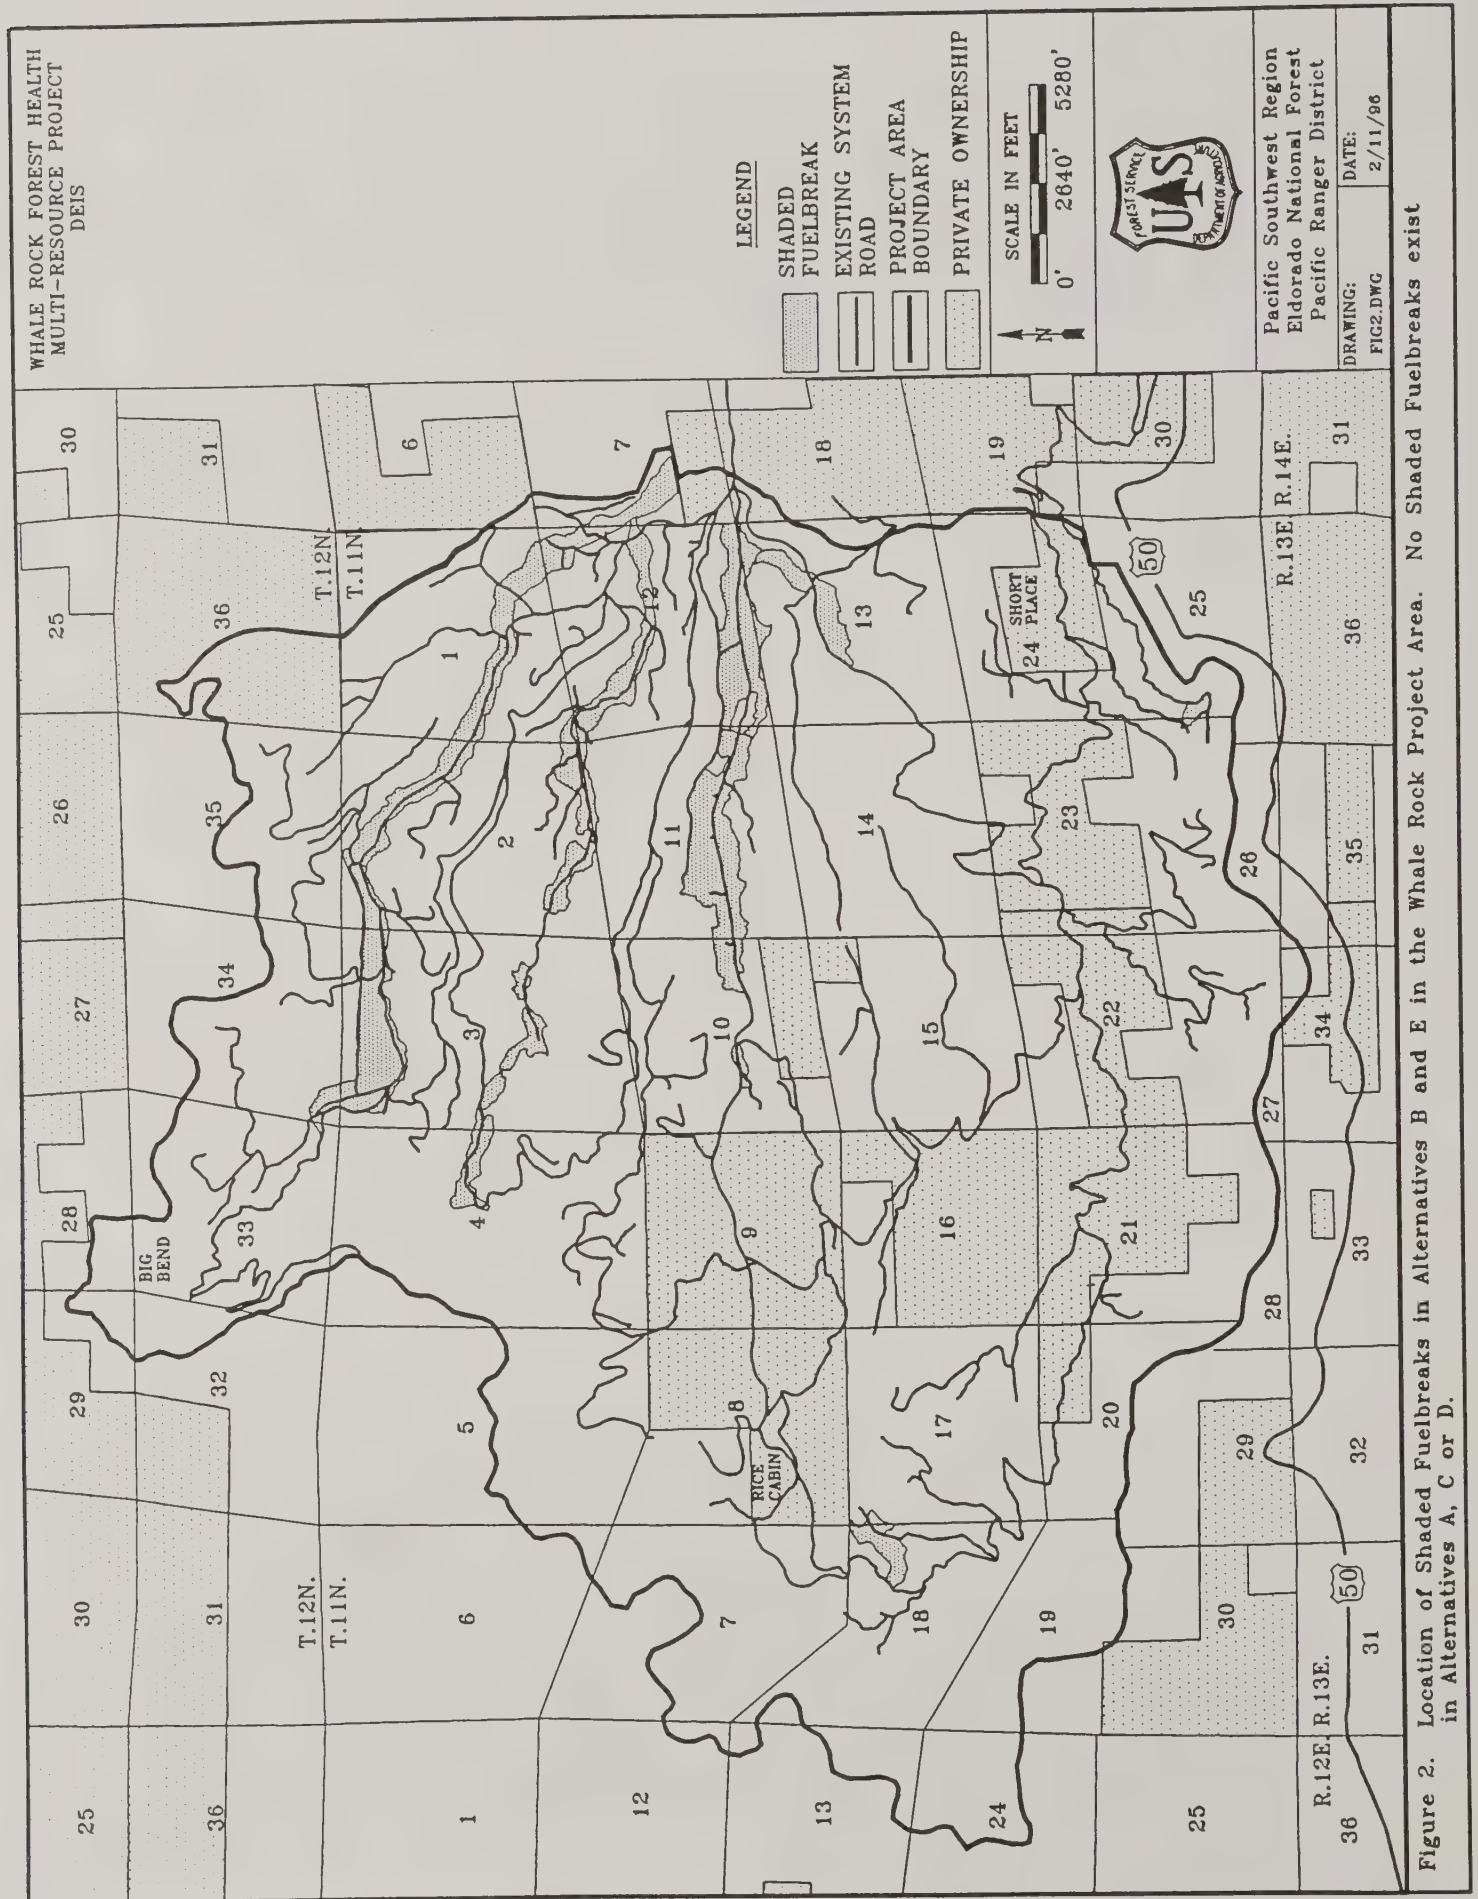 WHALE ROCK FOREST HEALTH
MULTI-RESOURCE PROJECT
DEIS
LEGEND
SHADED
FUELBREAK
EXISTING SYSTEM
ROAD
PROJECT AREA
BOUNDARY
PRIVATE OWNERSHIP
SCALE IN FEET
0' 2640' 5280'
N
FOREST SERVICE
U S
DEPARTMENT OF AGRICULTURE
Pacific Southwest Region
Eldorado National Forest
Pacific Ranger District
DRAWING:
FIG2.DWG
DATE:
2/11/96
25 30 29 28 27 26 25 30
36 31 32 33 34 35 36 31
BIG
BEND
T.12N.
T.11N.
T.12N.
T.11N.
1 6 5 4 3 2 1 6
12 7 8 9 10 11 12 7
RICE
CABIN
13 18 17 16 15 14 13 18
24 19 20 21 22 23 24 19
SHORT
PLACE
25 30 29 28 27 26 25 30
50
50
R.12E. R.13E.
R.13E. R.14E.
36 31 32 33 34 35 36 31
Figure 2. Location of Shaded Fuelbreaks in Alternatives B and E in the Whale Rock Project Area. No Shaded Fuelbreaks exist
in Alternatives A, C or D.